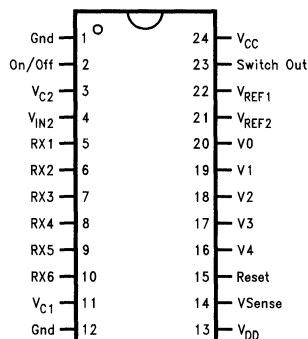 Gnd 1 24 VCC
On/Off 2 23 Switch Out
VC2 3 22 VREF1
VIN2 4 21 VREF2
RX1 5 20 V0
RX2 6 19 V1
RX3 7 18 V2
RX4 8 17 V3
RX5 9 16 V4
RX6 10 15 Reset
VC1 11 14 VSense
Gnd 12 13 VDD